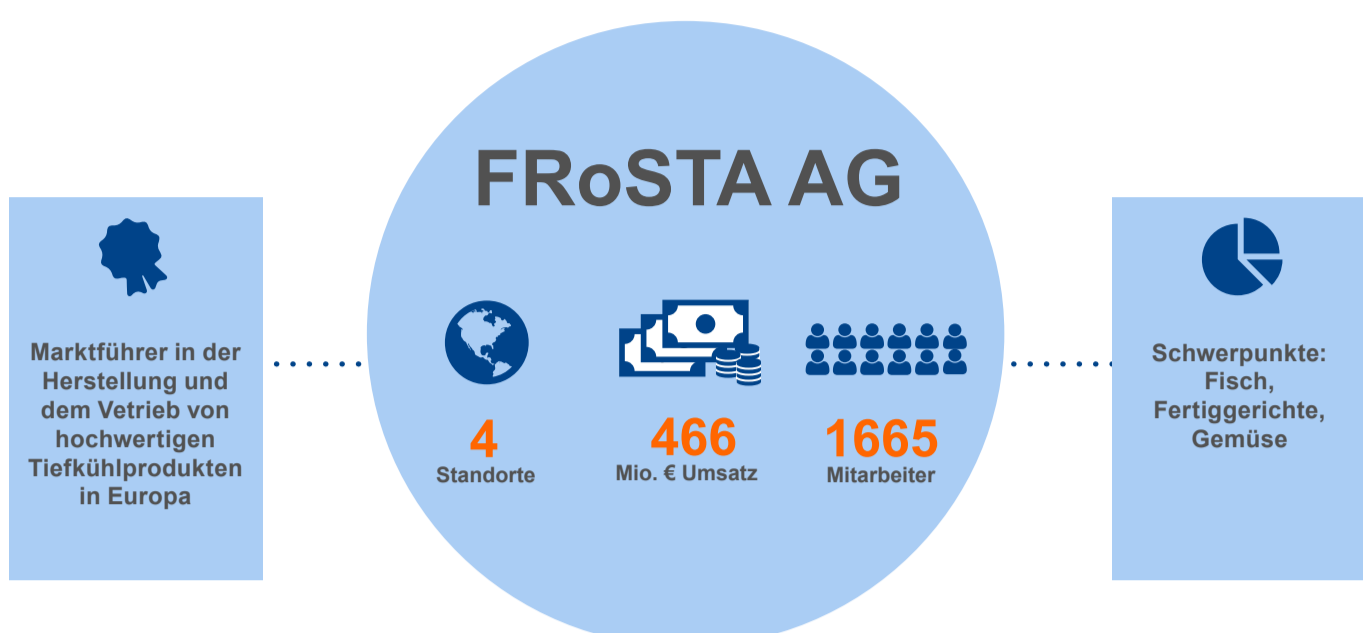 FRoSTA AG
Marktführer in der
Herstellung und
dem Vetrieb von
hochwertigen
Tiefkühlprodukten
in Europa
4
Standorte
466
Mio. € Umsatz
1665
Mitarbeiter
Schwerpunkte:
Fisch,
Fertiggerichte,
Gemüse